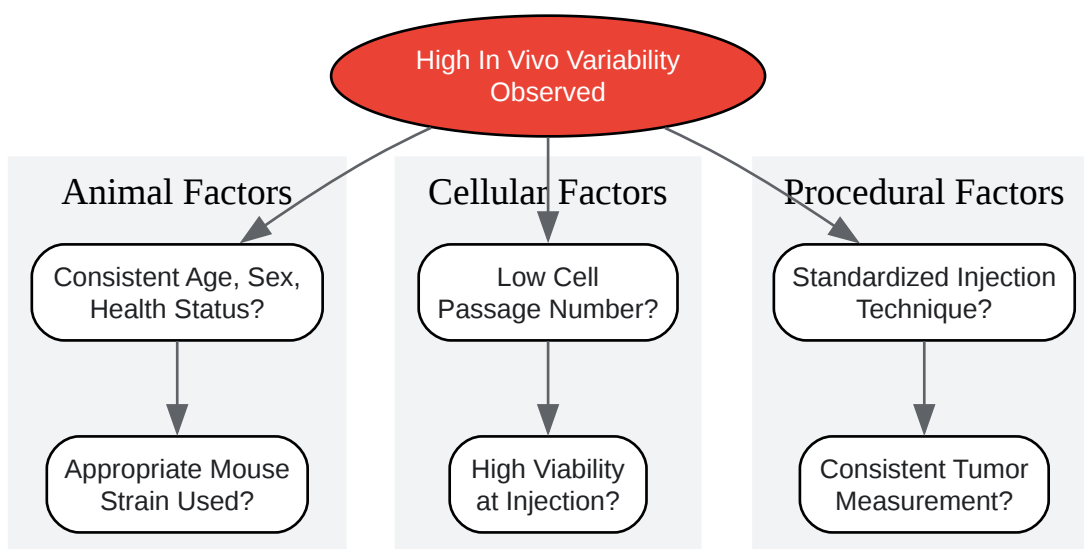 High In Vivo Variability
Observed
Animal Factors
Consistent Age, Sex,
Health Status?
Appropriate Mouse
Strain Used?
Cellular Factors
Low Cell
Passage Number?
High Viability
at Injection?
Procedural Factors
Standardized Injection
Technique?
Consistent Tumor
Measurement?